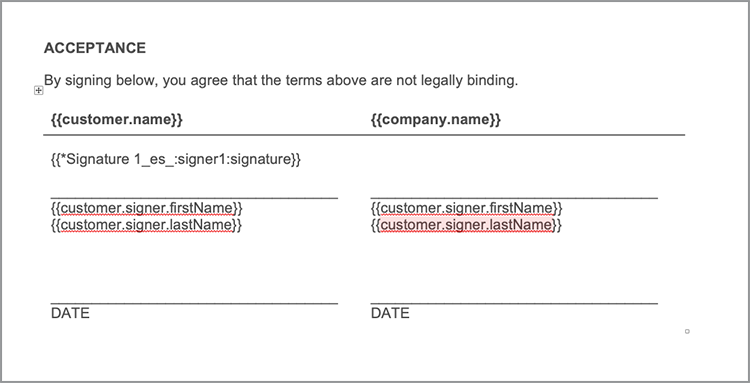 ACCEPTANCE
By signing below, you agree that the terms above are not legally binding.
{{customer.name}} {{company.name}}
{{*Signature 1_es_:signer1:signature}}
{{customer.signer.firstName}} {{customer.signer.firstName}}
{{customer.signer.lastName}} {{customer.signer.lastName}}
DATE DATE